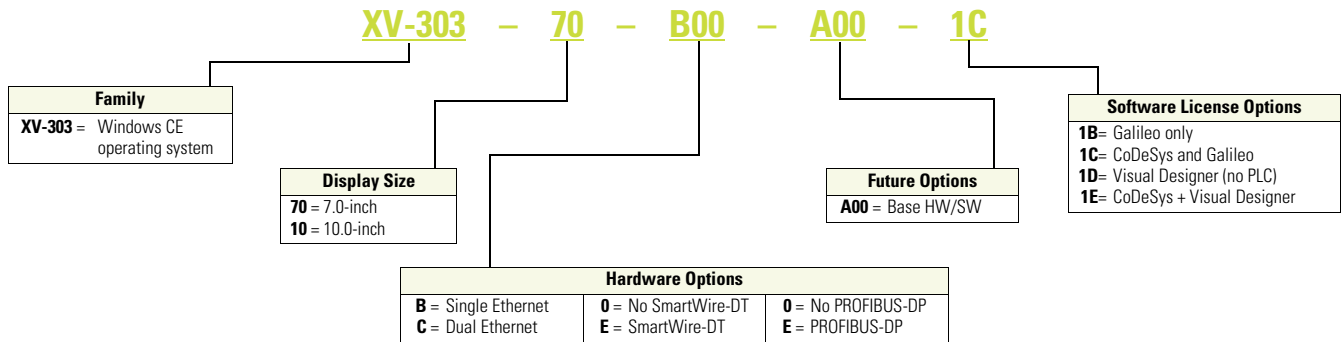 XV-303 – 70 – B00 – A00 – 1C
Family
XV-303 = Windows CE
operating system
Display Size
70 = 7.0-inch
10 = 10.0-inch
Hardware Options
B = Single Ethernet
C = Dual Ethernet
0 = No SmartWire-DT
E = SmartWire-DT
0 = No PROFIBUS-DP
E = PROFIBUS-DP
Future Options
A00 = Base HW/SW
Software License Options
1B= Galileo only
1C= CoDeSys and Galileo
1D= Visual Designer (no PLC)
1E= CoDeSys + Visual Designer